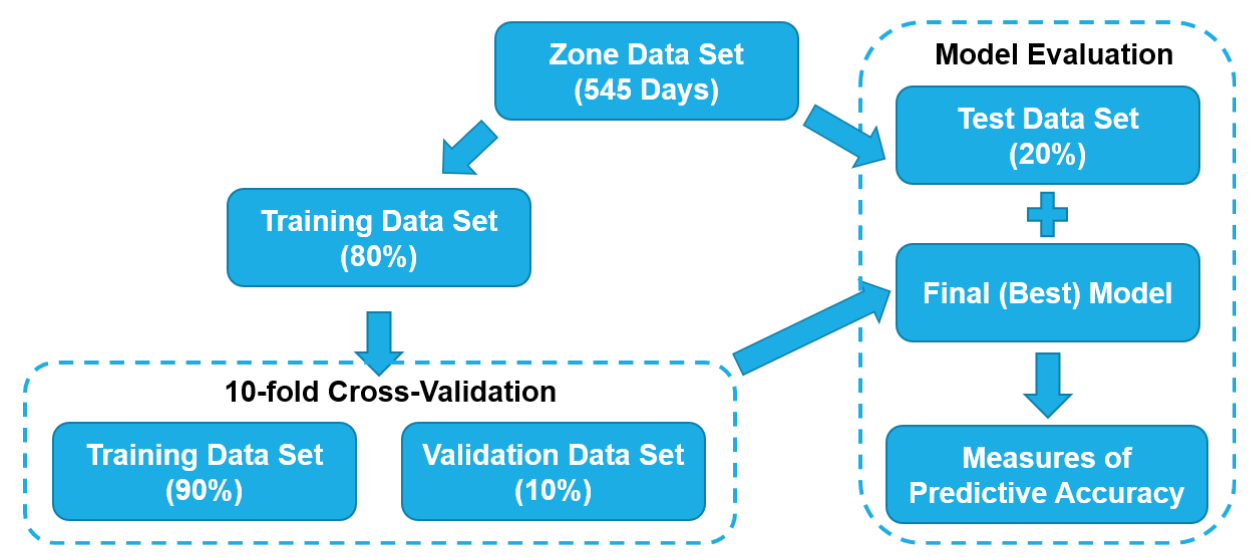 Zone Data Set
(545 Days)
Training Data Set
(80%)
10-fold Cross-Validation
Training Data Set
(90%)
Validation Data Set
(10%)
Model Evaluation
Test Data Set
(20%)
Final (Best) Model
Measures of
Predictive Accuracy